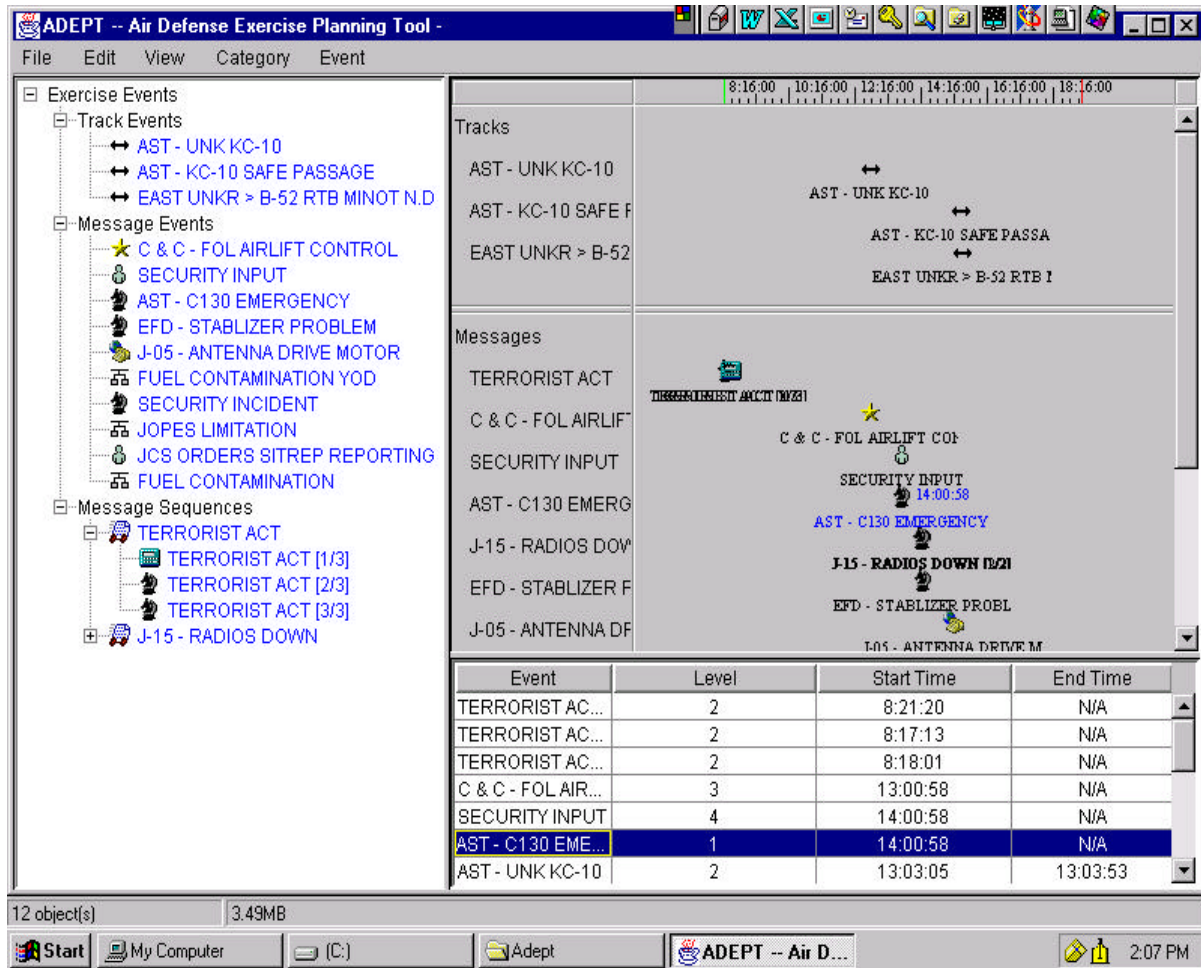 ADEPT -- Air Defense Exercise Planning Tool -
File Edit View Category Event
Exercise Events
Track Events
AST - UNK KC-10
AST - KC-10 SAFE PASSAGE
EAST UNKR > B-52 RTB MINOT N.D
Message Events
C & C - FOL AIRLIFT CONTROL
SECURITY INPUT
AST - C130 EMERGENCY
EFD - STABLIZER PROBLEM
J-05 - ANTENNA DRIVE MOTOR
FUEL CONTAMINATION YOD
SECURITY INCIDENT
JOPES LIMITATION
JCS ORDERS SITREP REPORTING
FUEL CONTAMINATION
Message Sequences
TERRORIST ACT
TERRORIST ACT [1/3]
TERRORIST ACT [2/3]
TERRORIST ACT [3/3]
J-15 - RADIOS DOWN
8:16:00 10:16:00 12:16:00 14:16:00 16:16:00 18:16:00
Tracks
AST - UNK KC-10
AST - KC-10 SAFE F
EAST UNKR > B-52
AST - UNK KC-10
AST - KC-10 SAFE PASSA
EAST UNKR > B-52 RTB
Messages
TERRORIST ACT
C & C - FOL AIRLIF
SECURITY INPUT
AST - C130 EMERG
J-15 - RADIOS DOW
EFD - STABLIZER F
J-05 - ANTENNA DF
C & C - FOL AIRLIFT
SECURITY INPUT
14:00:58
AST - C130 EMERGENCY
J-15 - RADIOS DOWN
EFD - STABLIZER PROBL
J-05 - ANTENNA DRIVE M
Event Level Start Time End Time
TERRORIST AC... 2 8:21:20 N/A
TERRORIST AC... 2 8:17:13 N/A
TERRORIST AC... 2 8:18:01 N/A
C & C - FOL AIR... 3 13:00:58 N/A
SECURITY INPUT 4 14:00:58 N/A
AST - C130 EME... 1 14:00:58 N/A
AST - UNK KC-10 2 13:03:05 13:03:53
12 object(s) 3.49MB
Start My Computer (C:) Adept ADEPT -- Air D... 2:07 PM